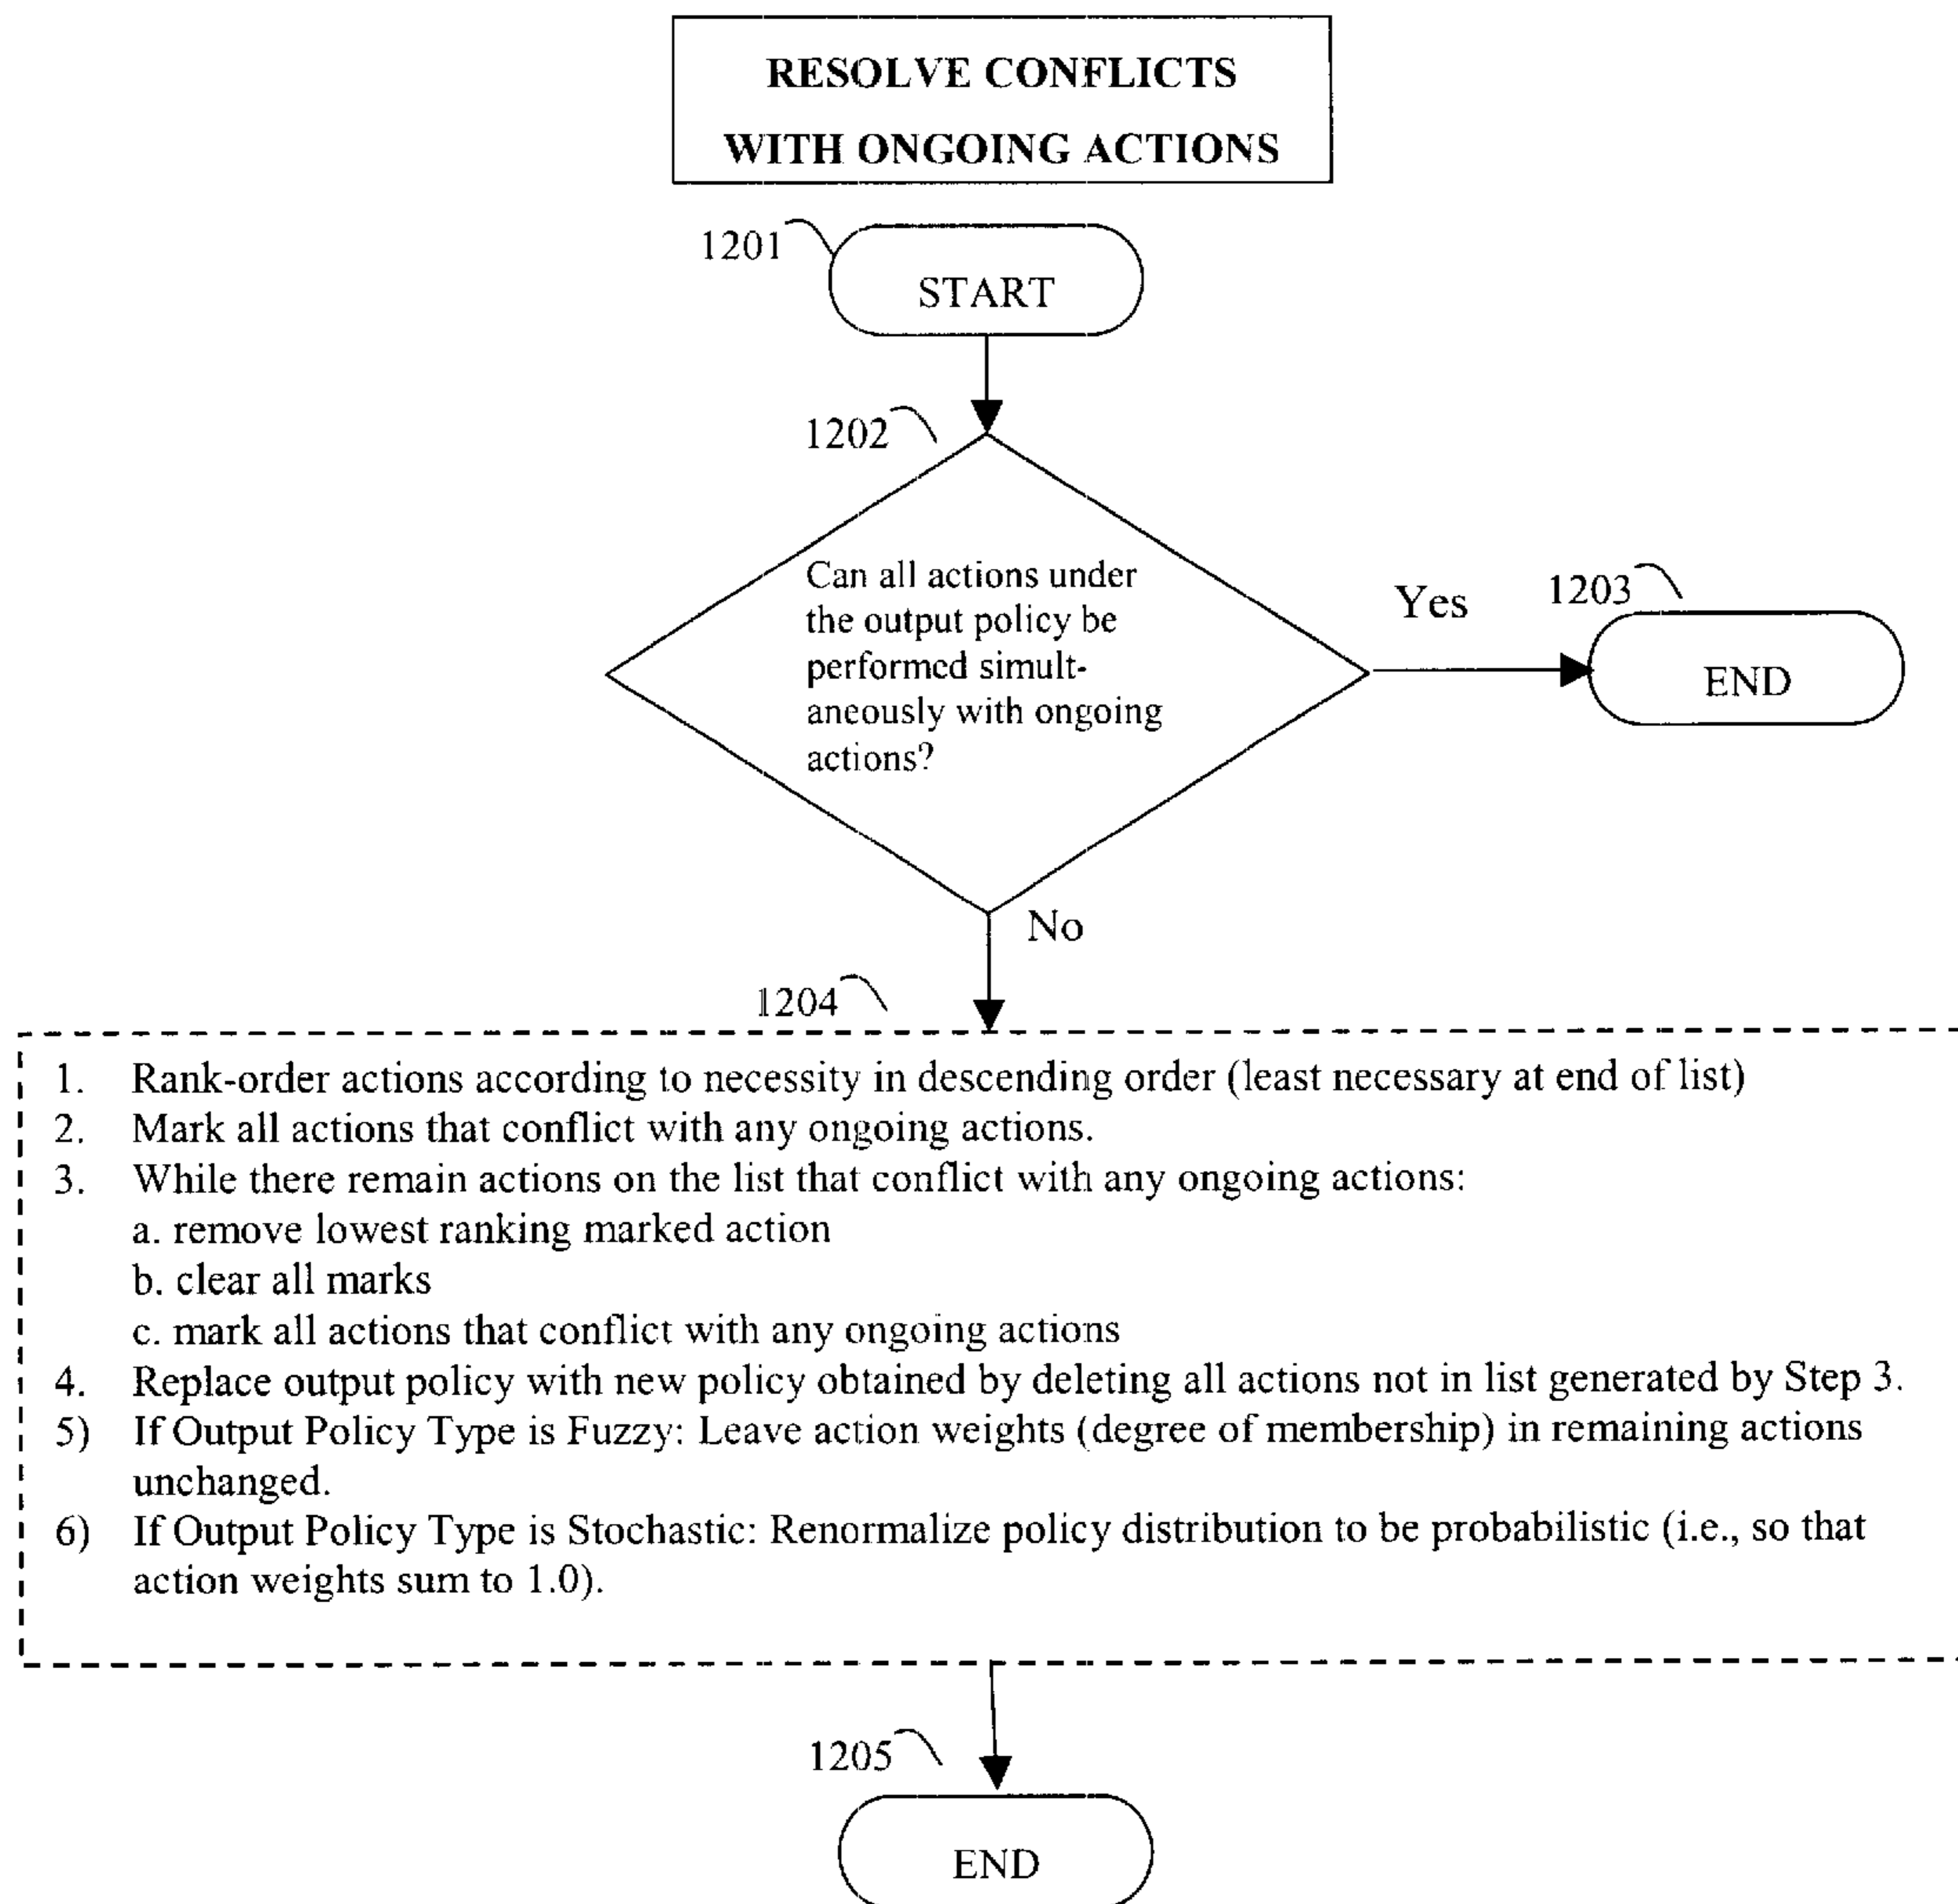 RESOLVE CONFLICTS
WITH ONGOING ACTIONS
1201
START
1202
Can all actions under
the output policy be
performed simult-
aneously with ongoing
actions?
Yes
1203
END
No
1204
1. Rank-order actions according to necessity in descending order (least necessary at end of list)
2. Mark all actions that conflict with any ongoing actions.
3. While there remain actions on the list that conflict with any ongoing actions:
a. remove lowest ranking marked action
b. clear all marks
c. mark all actions that conflict with any ongoing actions
4. Replace output policy with new policy obtained by deleting all actions not in list generated by Step 3.
5) If Output Policy Type is Fuzzy: Leave action weights (degree of membership) in remaining actions
unchanged.
6) If Output Policy Type is Stochastic: Renormalize policy distribution to be probabilistic (i.e., so that
action weights sum to 1.0).
1205
END